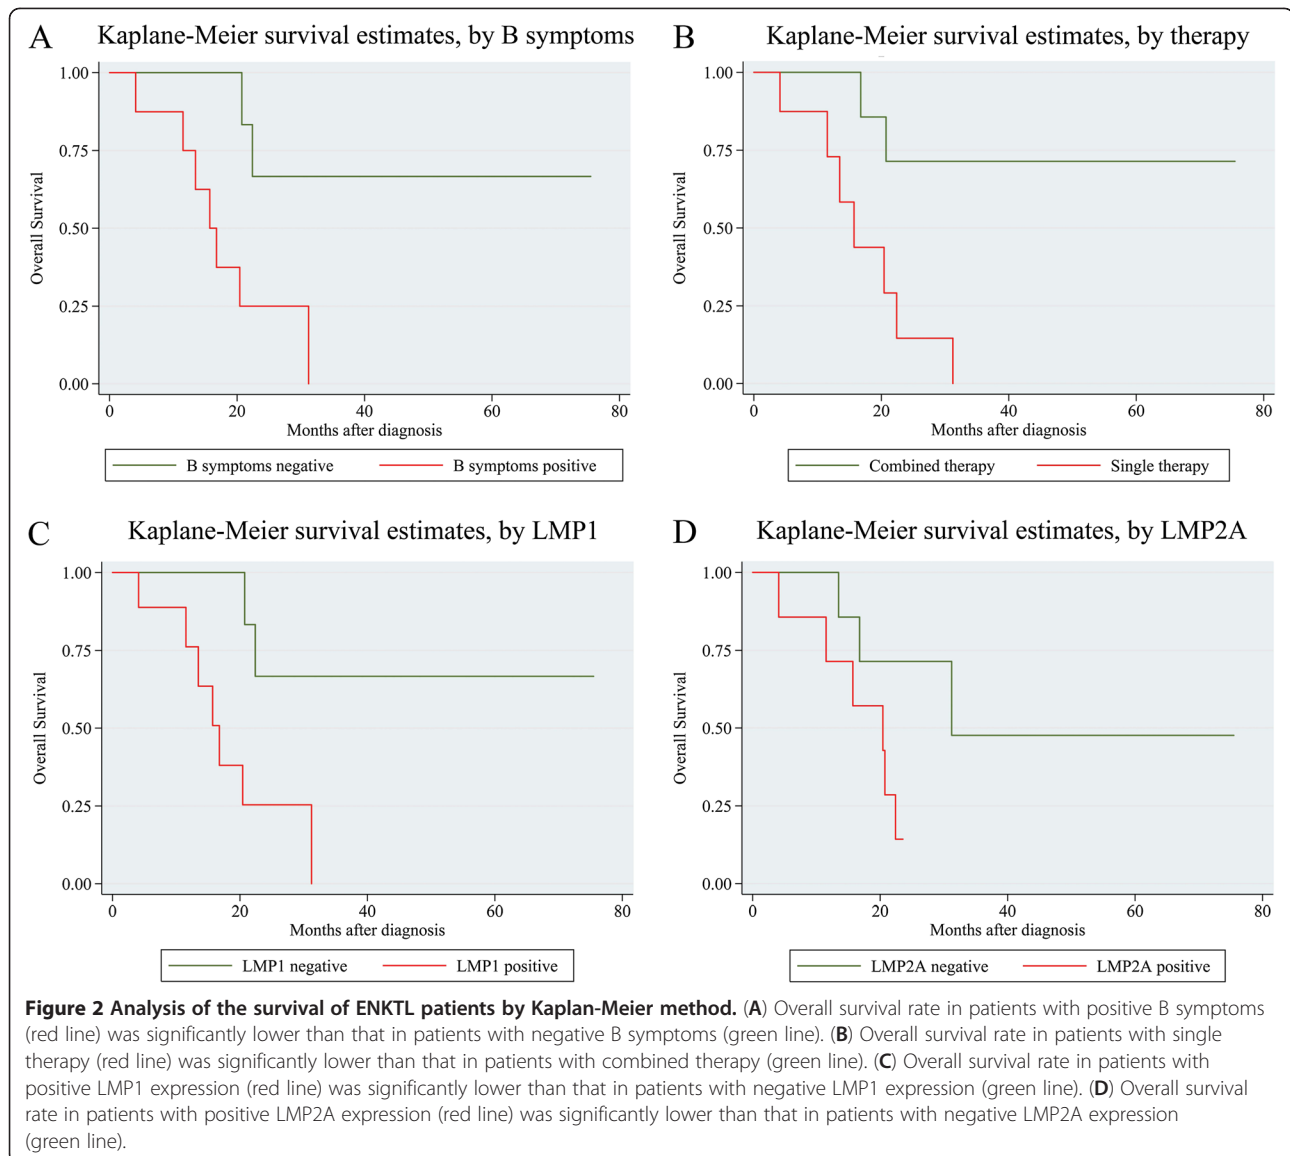 A Kaplane-Meier survival estimates, by B symptoms
1.00
0.75
0.50
0.25
0.00
Overall Survival
0 20 40 60 80
Months after diagnosis
B symptoms negative B symptoms positive
B Kaplane-Meier survival estimates, by therapy
1.00
0.75
0.50
0.25
0.00
Overall Survival
0 20 40 60 80
Months after diagnosis
Combined therapy Single therapy
C Kaplane-Meier survival estimates, by LMP1
1.00
0.75
0.50
0.25
0.00
Overall Survival
0 20 40 60 80
Months after diagnosis
LMP1 negative LMP1 positive
D Kaplane-Meier survival estimates, by LMP2A
1.00
0.75
0.50
0.25
0.00
Overall Survival
0 20 40 60 80
Months after diagnosis
LMP2A negative LMP2A positive
Figure 2 Analysis of the survival of ENKTL patients by Kaplan-Meier method. (A) Overall survival rate in patients with positive B symptoms
(red line) was significantly lower than that in patients with negative B symptoms (green line). (B) Overall survival rate in patients with single
therapy (red line) was significantly lower than that in patients with combined therapy (green line). (C) Overall survival rate in patients with
positive LMP1 expression (red line) was significantly lower than that in patients with negative LMP1 expression (green line). (D) Overall survival
rate in patients with positive LMP2A expression (red line) was significantly lower than that in patients with negative LMP2A expression
(green line).